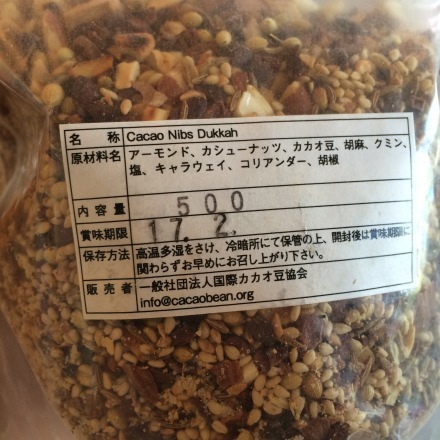 名 称 Cacao Nibs Dukkah
原材料名 アーモンド、カシューナッツ、カカオ豆、胡麻、クミン、
塩、キャラウェイ、コリアンダー、胡椒
内 容 量 500
賞味期限 17. 2.
保存方法 高温多湿をさけ、冷暗所にて保管の上、開封後は賞味期限に
関わらずお早めにお召し上がり下さい。
販 売 者 一般社団法人国際カカオ豆協会
info@cacaobean.org